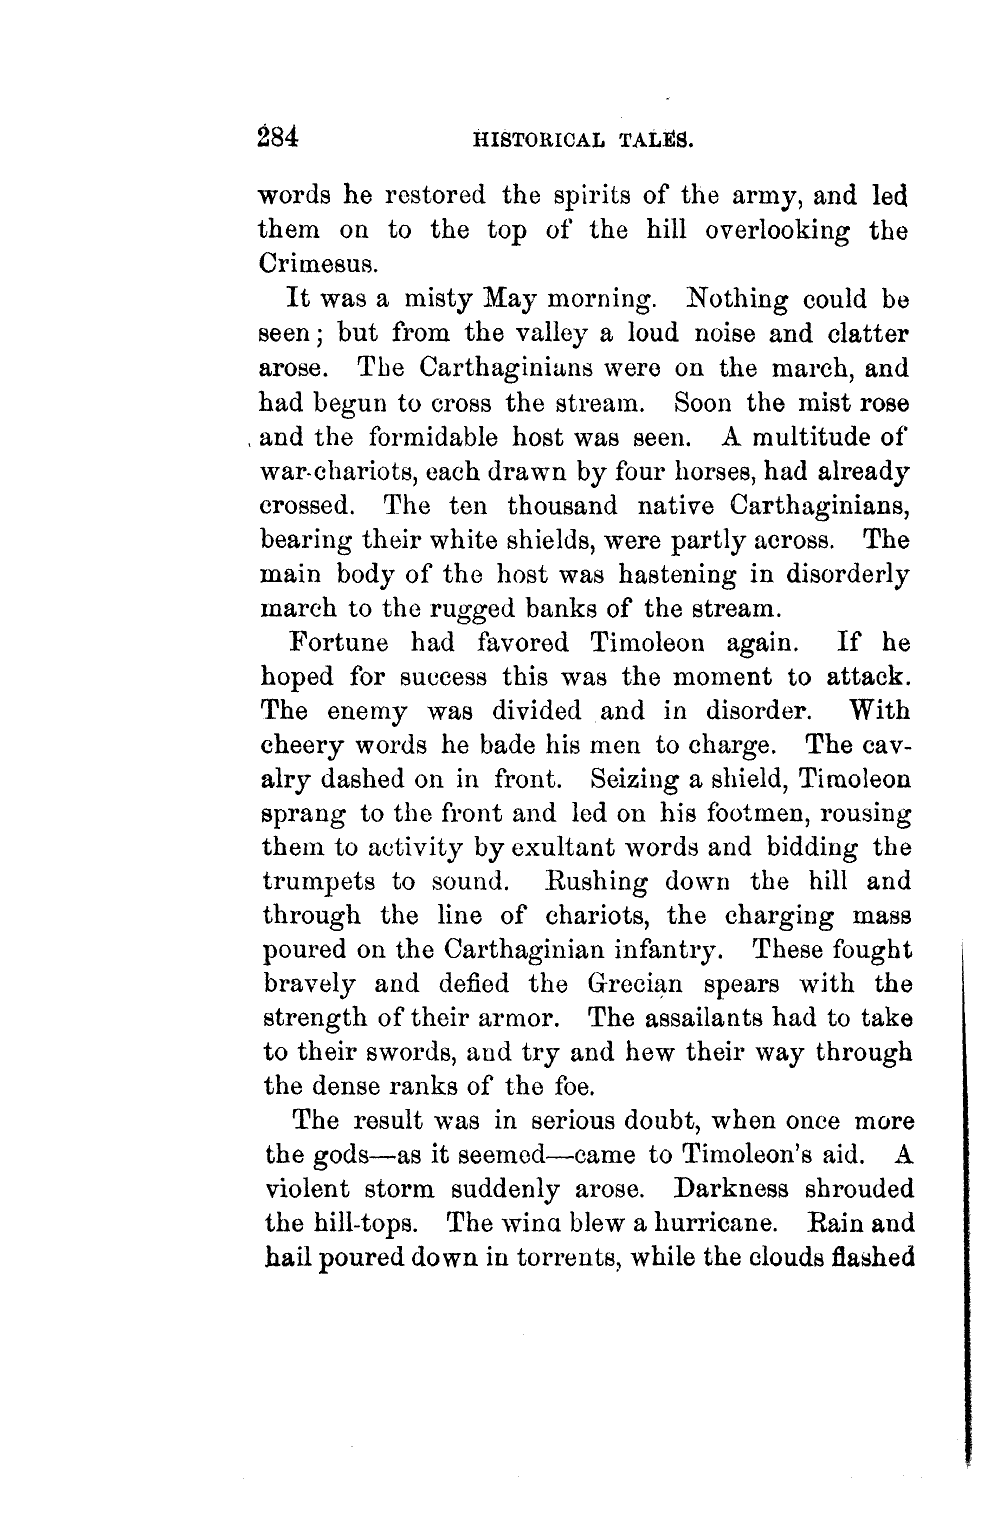 284 HISTORICAL TALES.
words he restored the spirits of the army, and led
them on to the top of the hill overlooking the
Crimesus.
It was a misty May morning. Nothing could be
seen; but from the valley a loud noise and clatter
arose. The Carthaginians were on the march, and
had begun to cross the stream. Soon the mist rose
and the formidable host was seen. A multitude of
war-chariots, each drawn by four horses, had already
crossed. The ten thousand native Carthaginians,
bearing their white shields, were partly across. The
main body of the host was hastening in disorderly
march to the rugged banks of the stream.
Fortune had favored Timoleon again. If he
hoped for success this was the moment to attack.
The enemy was divided and in disorder. With
cheery words he bade his men to charge. The cav-
alry dashed on in front. Seizing a shield, Timoleon
sprang to the front and led on his footmen, rousing
them to activity by exultant words and bidding the
trumpets to sound. Rushing down the hill and
through the line of chariots, the charging mass
poured on the Carthaginian infantry. These fought
bravely and defied the Grecian spears with the
strength of their armor. The assailants had to take
to their swords, and try and hew their way through
the dense ranks of the foe.
The result was in serious doubt, when once more
the gods—as it seemed—came to Timoleon's aid. A
violent storm suddenly arose. Darkness shrouded
the hill-tops. The wind blew a hurricane. Rain and
hail poured down in torrents, while the clouds flashed